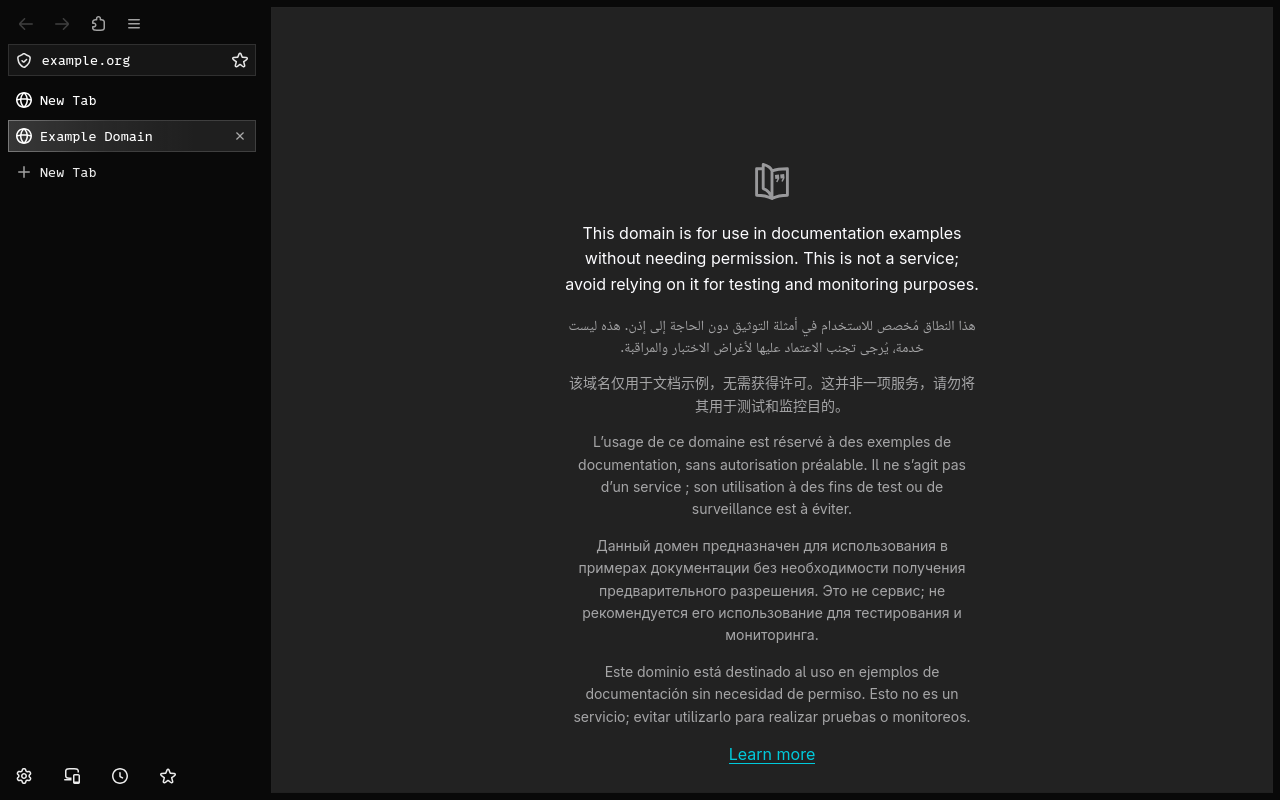 example.org
New Tab
Example Domain
New Tab
This domain is for use in documentation examples
without needing permission. This is not a service;
avoid relying on it for testing and monitoring purposes.
هذا النطاق مُخصص للاستخدام في أمثلة التوثيق دون الحاجة إلى إذن. هذه ليست
خدمة، يُرجى تجنب الاعتماد عليها لأغراض الاختبار والمراقبة.
该域名仅用于文档示例，无需获得许可。这并非一项服务，请勿将
其用于测试和监控目的。
L’usage de ce domaine est réservé à des exemples de
documentation, sans autorisation préalable. Il ne s’agit pas
d’un service ; son utilisation à des fins de test ou de
surveillance est à éviter.
Данный домен предназначен для использования в
примерах документации без необходимости получения
предварительного разрешения. Это не сервис; не
рекомендуется его использование для тестирования и
мониторинга.
Este dominio está destinado al uso en ejemplos de
documentación sin necesidad de permiso. Esto no es un
servicio; evitar utilizarlo para realizar pruebas o monitoreos.
Learn more